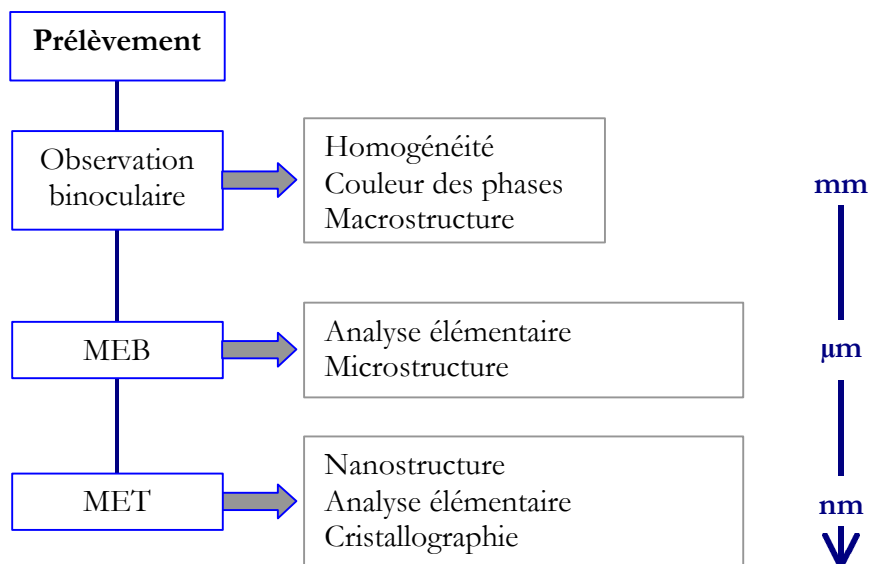 Prélèvement
Observation
binoculaire
Homogénéité
Couleur des phases
Macrostructure
mm
MEB
Analyse élémentaire
Microstructure
µm
MET
Nanostructure
Analyse élémentaire
Cristallographie
nm